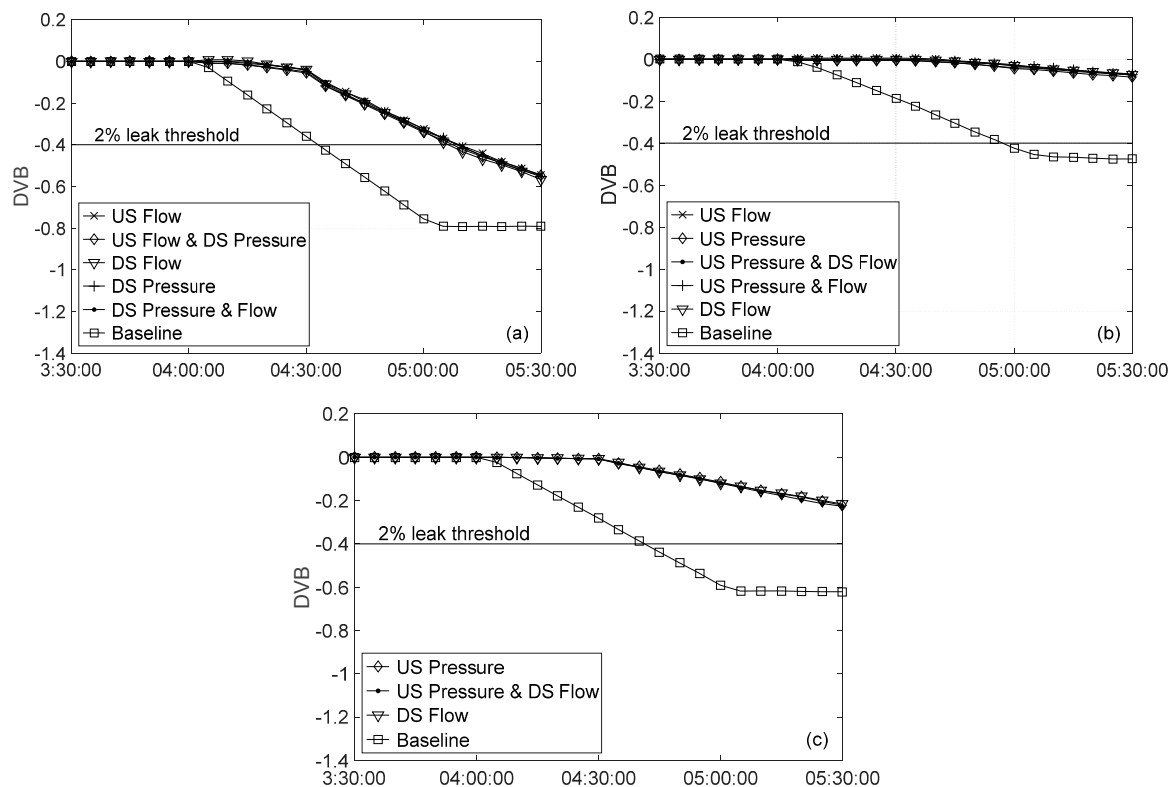 0.2
0
-0.2
-0.4
-0.6
-0.8
-1
-1.2
-1.4
DVB
2% leak threshold
US Flow
US Flow & DS Pressure
DS Flow
DS Pressure
DS Pressure & Flow
Baseline
(a)
3:30:00 04:00:00 04:30:00 05:00:00 05:30:00
0.2
0
-0.2
-0.4
-0.6
-0.8
-1
-1.2
-1.4
DVB
2% leak threshold
US Flow
US Pressure
US Pressure & DS Flow
US Pressure & Flow
DS Flow
Baseline
(b)
3:30:00 04:00:00 04:30:00 05:00:00 05:30:00
0.2
0
-0.2
-0.4
-0.6
-0.8
-1
-1.2
-1.4
DVB
2% leak threshold
US Pressure
US Pressure & DS Flow
DS Flow
Baseline
(c)
3:30:00 04:00:00 04:30:00 05:00:00 05:30:00